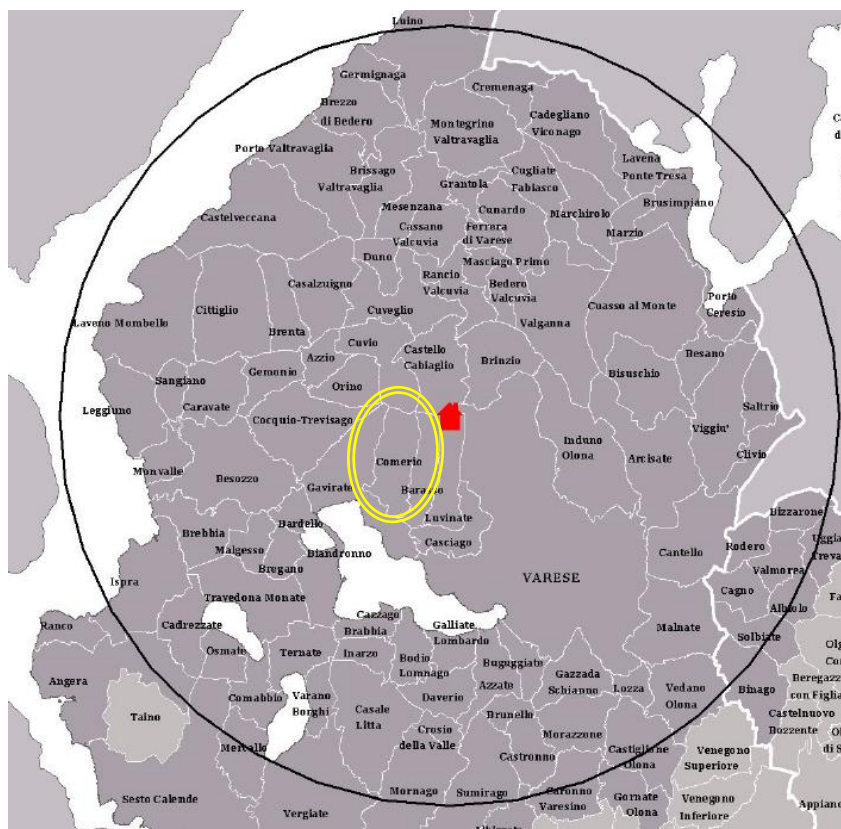 Luino
Germignaga
Cremenaga
Brezzo
di Bedero
Montegrino
Valtravaglia
Cadegliano
Viconago
Porto Valtravaglia
Lavena
Ponte Tresa
Brissago
Valtravaglia
Grantola
Cugliate
Fabiasco
Brusimpiano
Castelveccana
Mesenzana
Cunardo
Marchirolo
Cassano
Valcuvia
Ferrera
di Varese
Marzio
Duno
Masciago Primo
Rancio
Valcuvia
Bedero
Valcuvia
Casalzuigno
Cittiglio
Cuveglio
Cuasso al Monte
Porto
Ceresio
Laveno Mombello
Brenta
Valganna
Cuvio
Azzio
Castello
Cabiaglio
Brinzio
Besano
Gemonio
Bisuschio
Sangiano
Orino
Leggiuno
Caravate
Cocquio-Trevisago
Saltrio
Viggiu'
Induno
Olona
Arcisate
Clivio
Comerio
Monvalle
Besozzo
Gavirate
Barasso
Luvinate
Bizzarone
Bardello
Brebbia
Malgesso
Biandronno
Casciago
Cantello
Rodero
Uggia
Treva
Bregano
Valmorea
Ispra
VARESE
Cagno
Travedona Monate
Albiolo
Ranco
Cadrezzate
Cazzago
Brabbia
Galliate
Lombardo
Malnate
Solbiate
Osmate
Ternate
Inarzo
Bodio
Lomnago
Buguggiate
Gazzada
Schianno
Angera
Azzate
Lozza
Vedano
Olona
Binago
Beregazz
con Figlia
Comabbio
Varano
Borghi
Casale
Litta
Daverio
Taino
Brunello
Castelnuovo
Bozzente
Crosio
della Valle
Morazzone
Mercallo
Castronno
Castiglione
Olona
Venegono
Superiore
Mornago
Sumirago
Caronno
Varesino
Sesto Calende
Gornate
Olona
Venegono
Inferiore
Appiano
Vergiate